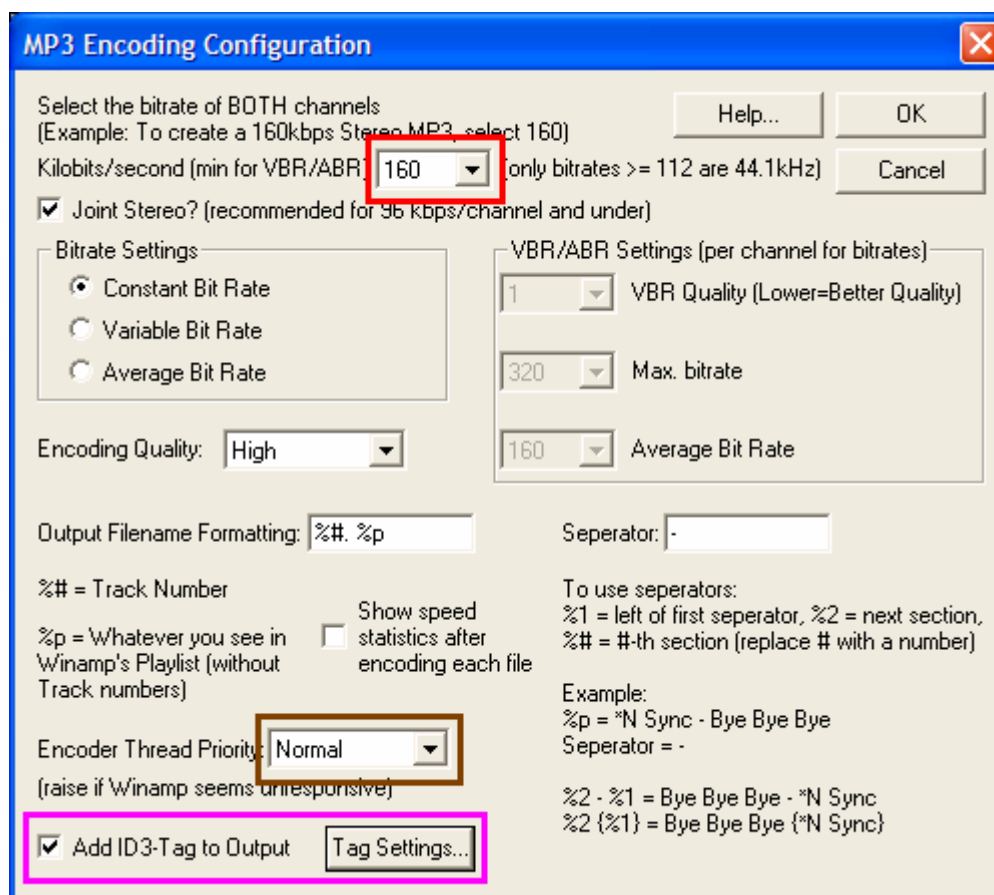 MP3 Encoding Configuration
Select the bitrate of BOTH channels
(Example: To create a 160kbps Stereo MP3, select 160)
Help...
OK
Kilobits/second (min for VBR/ABR)
160
(only bitrates >= 112 are 44.1kHz)
Cancel
Joint Stereo? (recommended for 96 kbps/channel and under)
Bitrate Settings
Constant Bit Rate
Variable Bit Rate
Average Bit Rate
VBR/ABR Settings (per channel for bitrates)
1
VBR Quality (Lower=Better Quality)
320
Max. bitrate
160
Average Bit Rate
Encoding Quality:
High
Output Filename Formatting:
%#. %p
Seperator:
-
%# = Track Number
%p = Whatever you see in
Winamp's Playlist (without
Track numbers)
Show speed
statistics after
encoding each file
To use seperators:
%1 = left of first seperator, %2 = next section,
%# = #-th section (replace # with a number)
Example:
%p = *N Sync - Bye Bye Bye
Seperator = -
%2 - %1 = Bye Bye Bye - *N Sync
%2 {%1} = Bye Bye Bye {*N Sync}
Encoder Thread Priority:
Normal
(raise if Winamp seems unresponsive)
Add ID3-Tag to Output
Tag Settings...